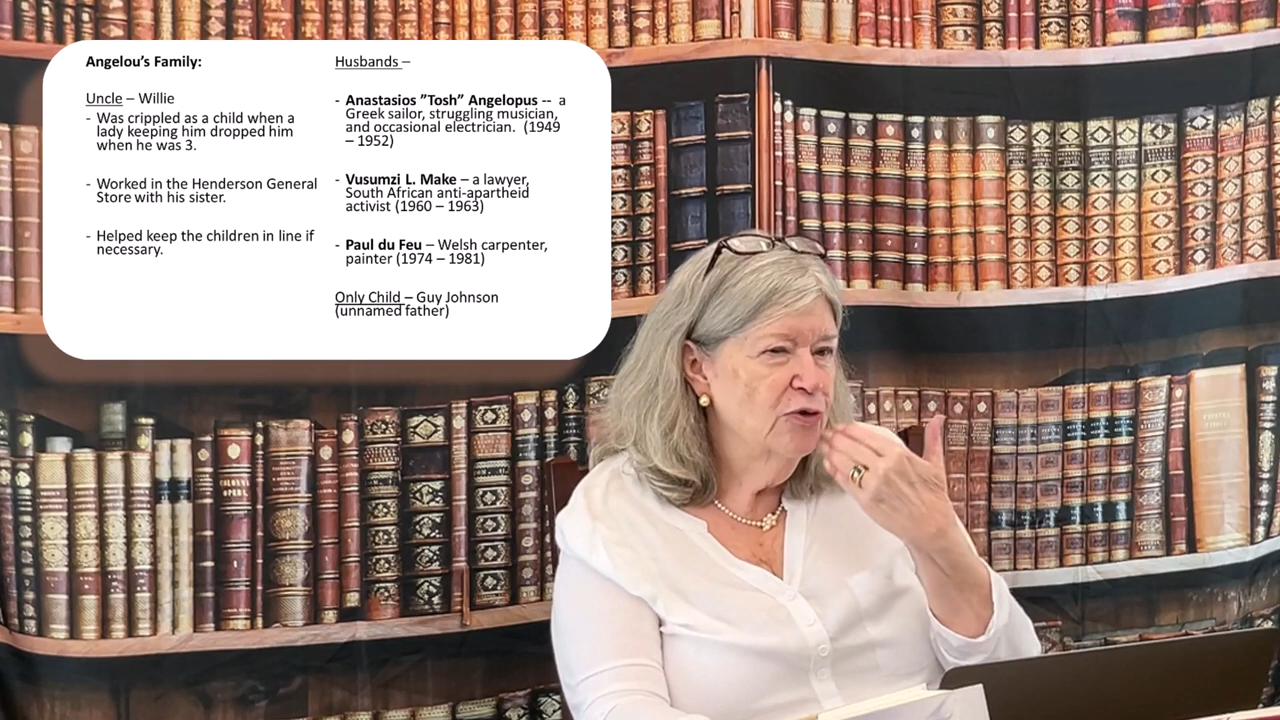 Angelou's Family:
Uncle – Willie
- Was crippled as a child when a
lady keeping him dropped him
when he was 3.
- Worked in the Henderson General
Store with his sister.
- Helped keep the children in line if
necessary.
Husbands –
- Anastasios ”Tosh” Angelopus -- a
Greek sailor, struggling musician,
and occasional electrician. (1949
– 1952)
- Vusumzi L. Make – a lawyer,
South African anti-apartheid
activist (1960 – 1963)
- Paul du Feu – Welsh carpenter,
painter (1974 – 1981)
Only Child – Guy Johnson
(unnamed father)